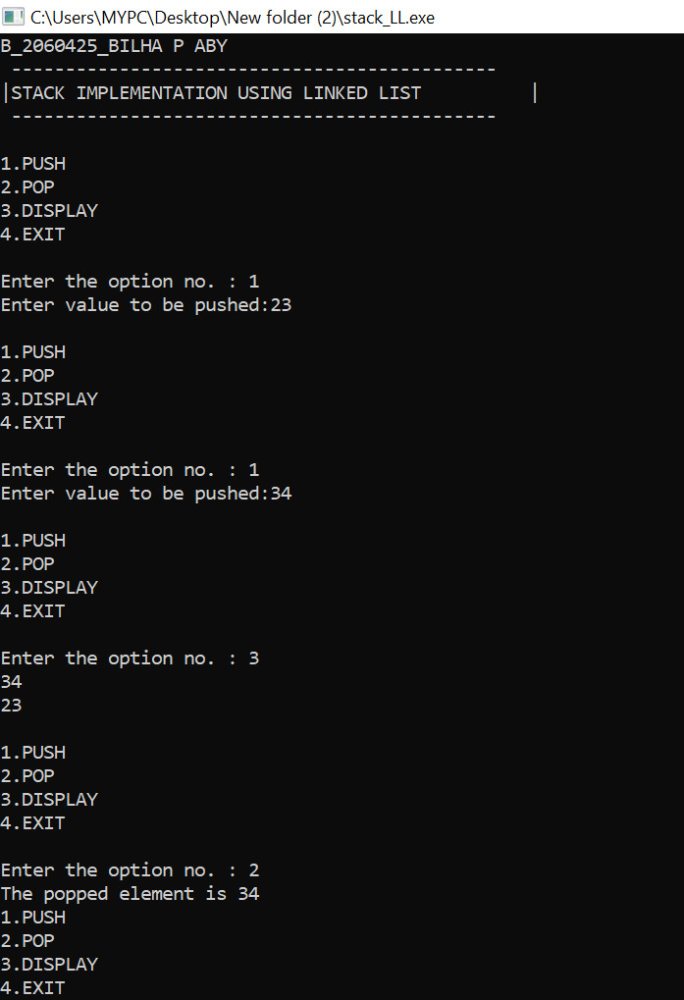 C:\Users\MYPC\Desktop\New folder (2)\stack_LL.exe
B_2060425_BILHA P ABY
---------------------------------------------
|STACK IMPLEMENTATION USING LINKED LIST          |
---------------------------------------------
1.PUSH
2.POP
3.DISPLAY
4.EXIT
Enter the option no. : 1
Enter value to be pushed:23
1.PUSH
2.POP
3.DISPLAY
4.EXIT
Enter the option no. : 1
Enter value to be pushed:34
1.PUSH
2.POP
3.DISPLAY
4.EXIT
Enter the option no. : 3
34
23
1.PUSH
2.POP
3.DISPLAY
4.EXIT
Enter the option no. : 2
The popped element is 34
1.PUSH
2.POP
3.DISPLAY
4.EXIT